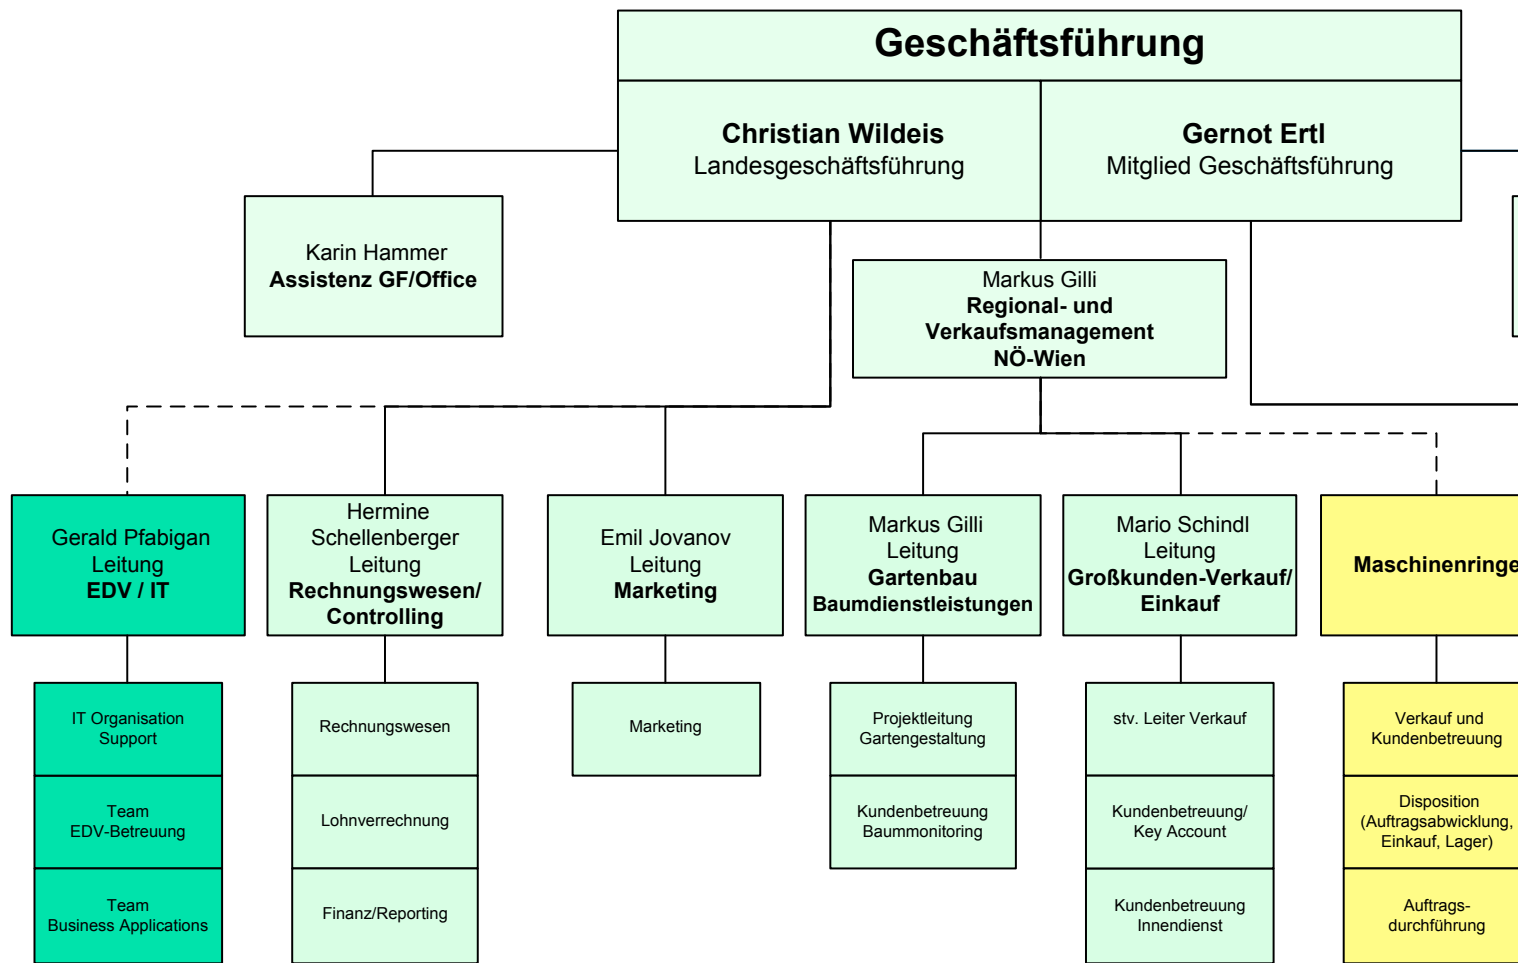 Geschäftsführung
Christian Wildeis
Landesgeschäftsführung
Gernot Ertl
Mitglied Geschäftsführung
Karin Hammer
Assistenz GF/Office
Markus Gilli
Regional- und
Verkaufsmanagement
NÖ-Wien
Gerald Pfabigan
Leitung
EDV / IT
Hermine
Schellenberger
Leitung
Rechnungswesen/
Controlling
Emil Jovanov
Leitung
Marketing
Markus Gilli
Leitung
Gartenbau
Baumdienstleistungen
Mario Schindl
Leitung
Großkunden-Verkauf/
Einkauf
Maschinenringe
IT Organisation
Support
Team
EDV-Betreuung
Team
Business Applications
Rechnungswesen
Lohnverrechnung
Finanz/Reporting
Marketing
Projektleitung
Gartengestaltung
Kundenbetreuung
Baummonitoring
stv. Leiter Verkauf
Kundenbetreuung/
Key Account
Kundenbetreuung
Innendienst
Verkauf und
Kundenbetreuung
Disposition
(Auftragsabwicklung,
Einkauf, Lager)
Auftrags-
durchführung